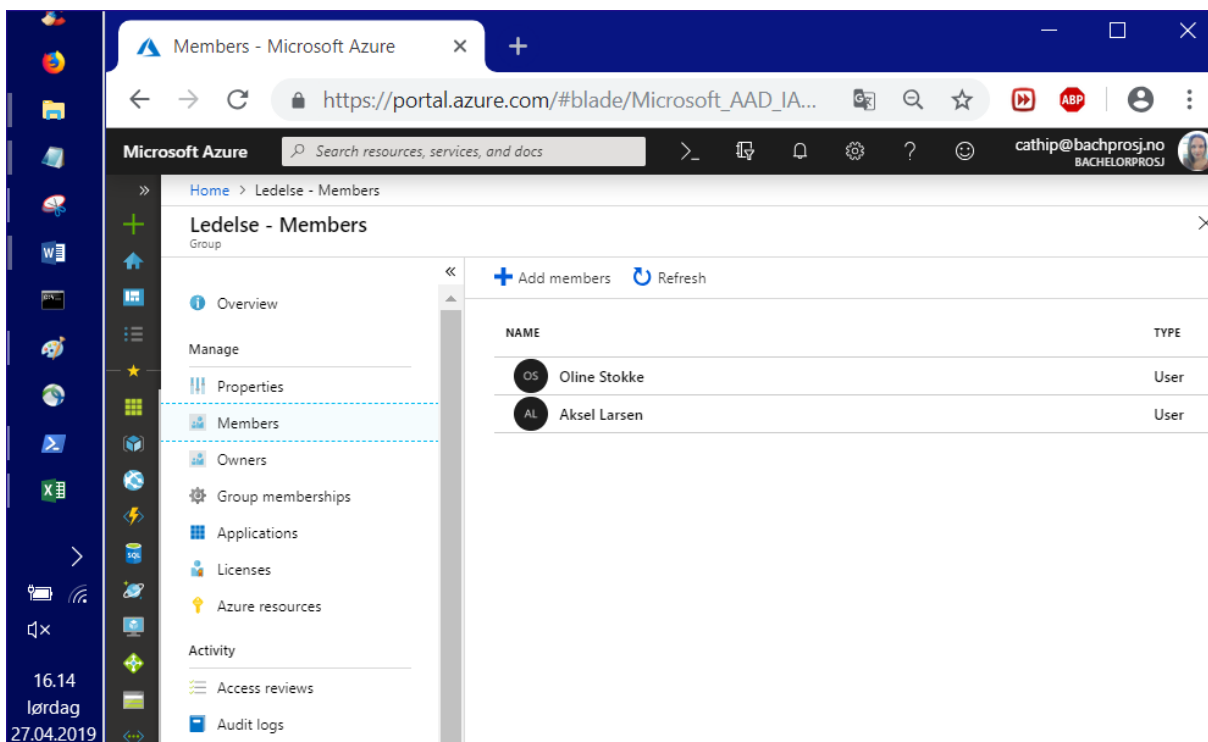 Members - Microsoft Azure
https://portal.azure.com/#blade/Microsoft_AAD_IA...
ABP
Microsoft Azure
Search resources, services, and docs
cathip@bachprosj.no
BACHELORPROSJ
Home > Ledelse - Members
Ledelse - Members
Group
Add members
Refresh
Overview
Manage
Properties
Members
Owners
Group memberships
Applications
Licenses
Azure resources
Activity
Access reviews
Audit logs
NAME TYPE
OS Oline Stokke User
AL Aksel Larsen User
SQL
16.14
lørdag
27.04.2019